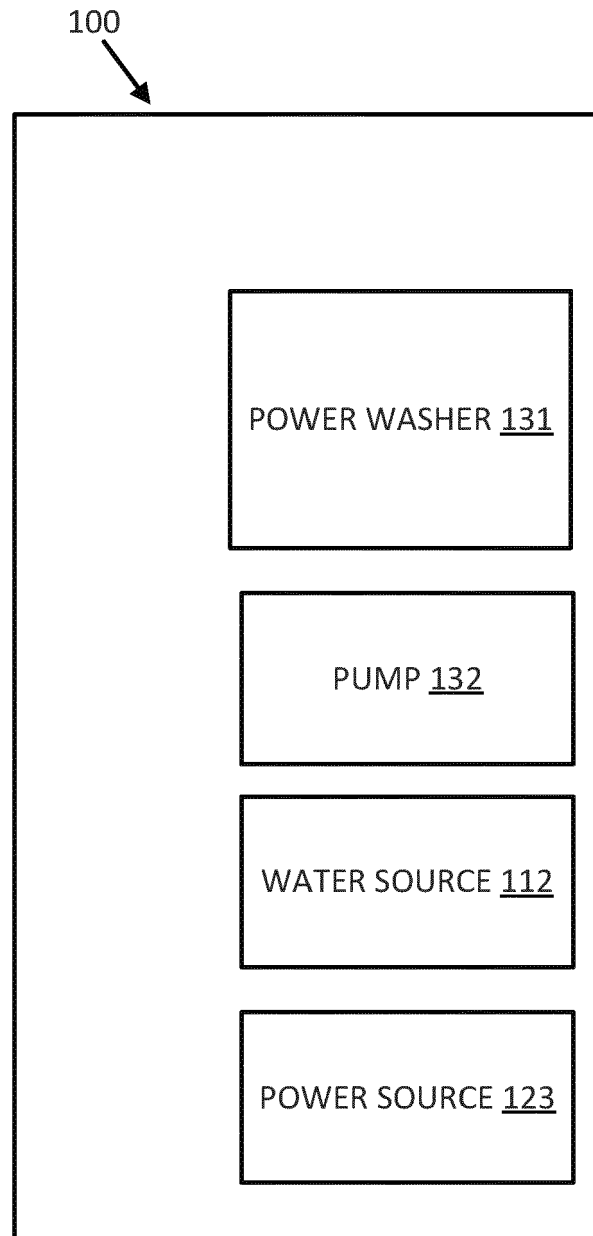 100
POWER WASHER 131
PUMP 132
WATER SOURCE 112
POWER SOURCE 123